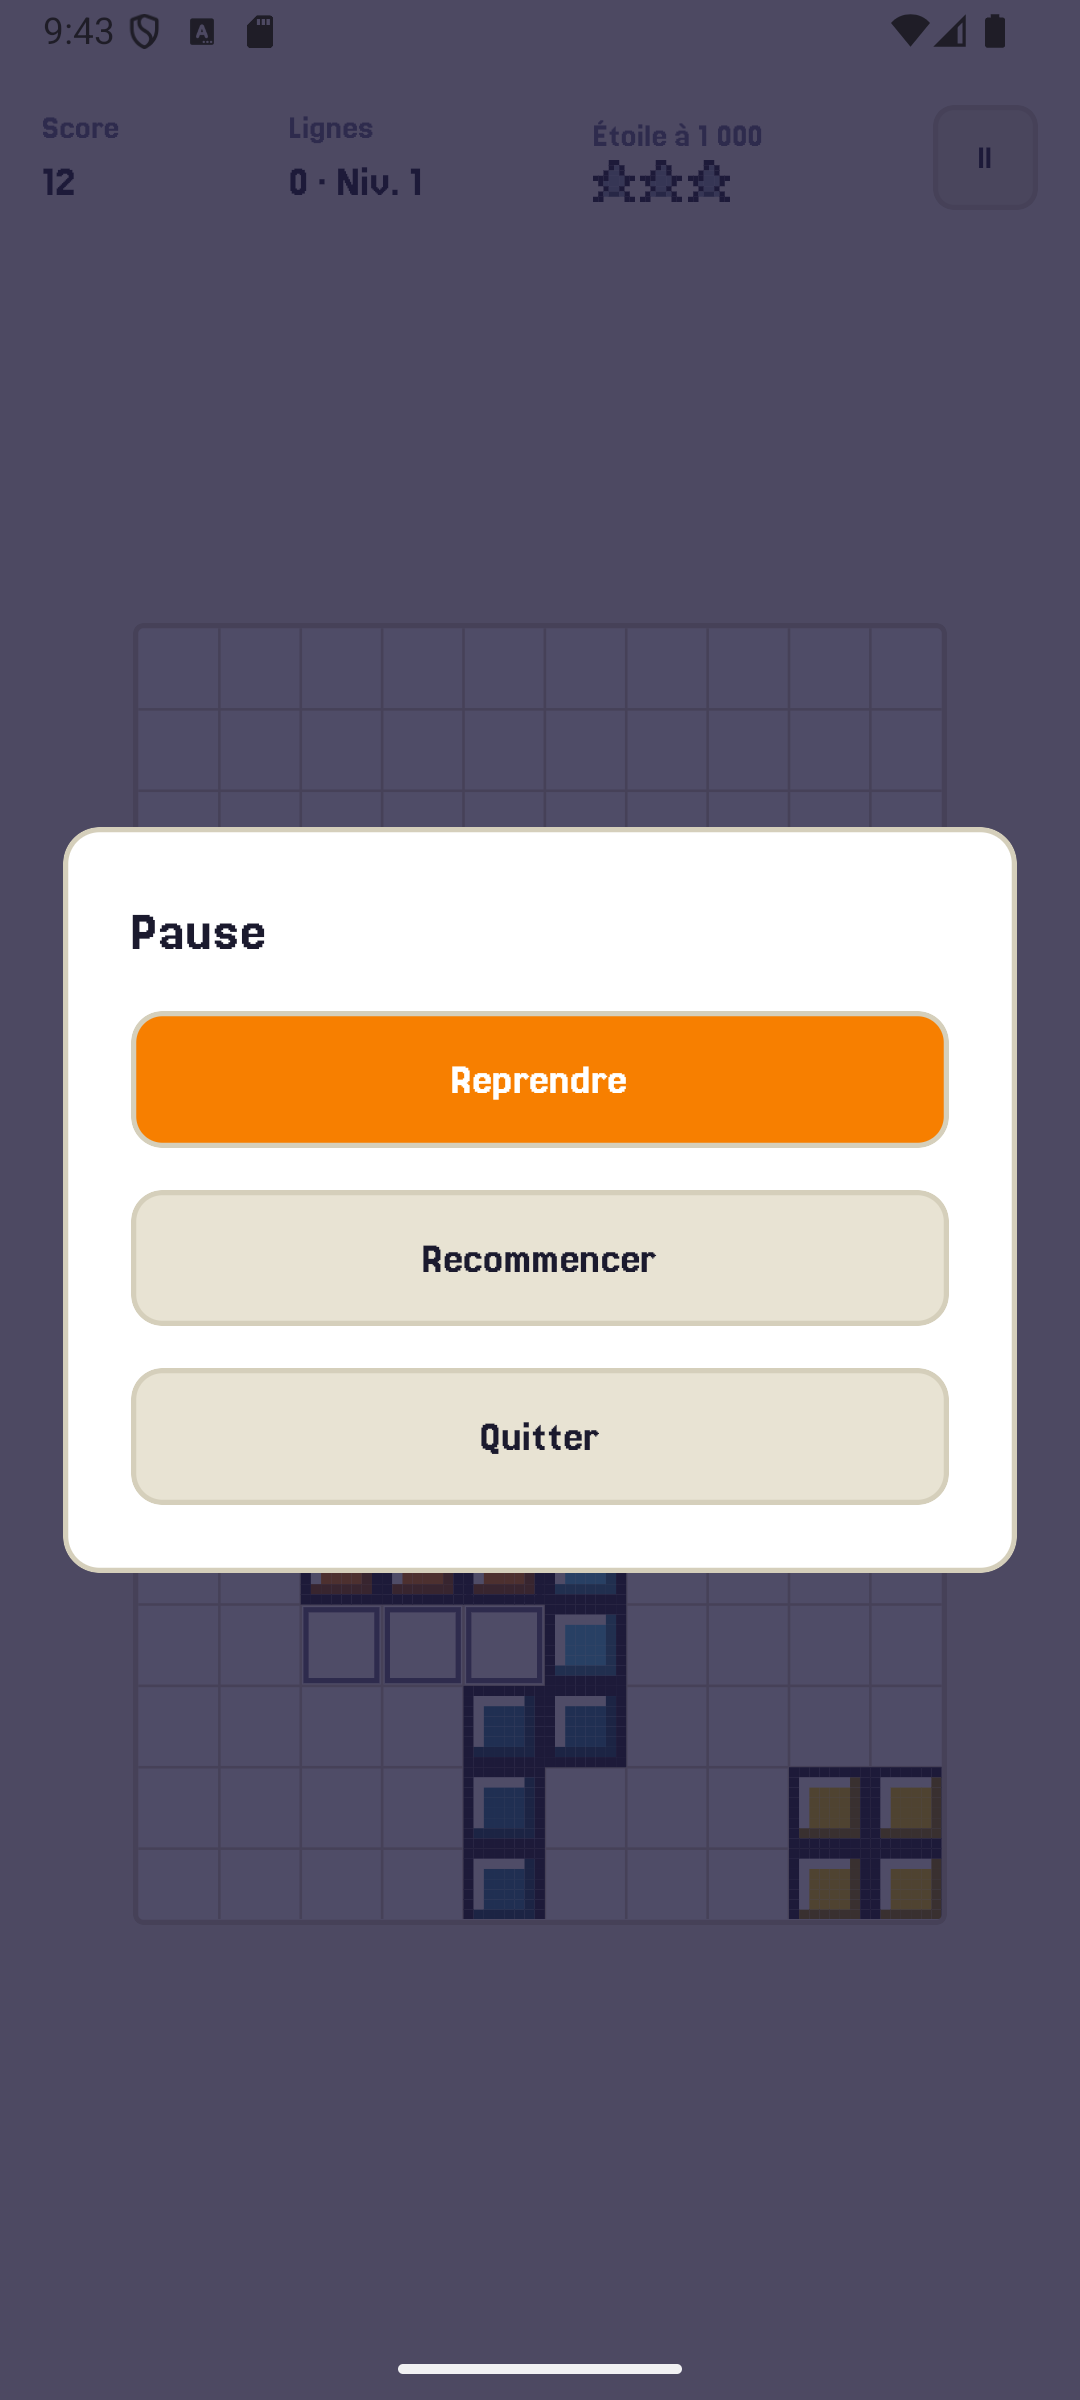 9:43
Score
Lignes
Étoile à 1 000
12
0 · Niv. 1
Pause
Reprendre
Recommencer
Quitter